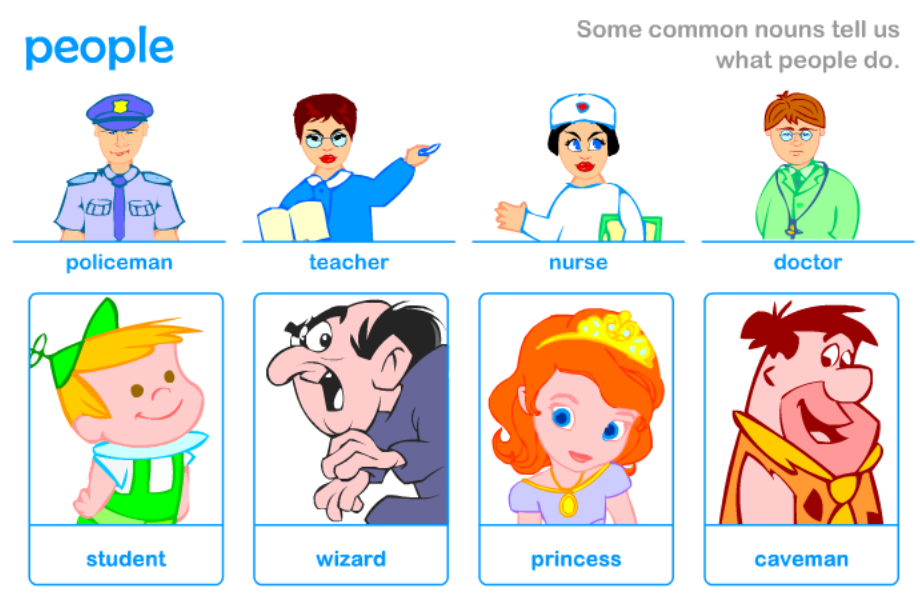 people
Some common nouns tell us
what people do.
policeman
teacher
nurse
doctor
student
wizard
princess
caveman